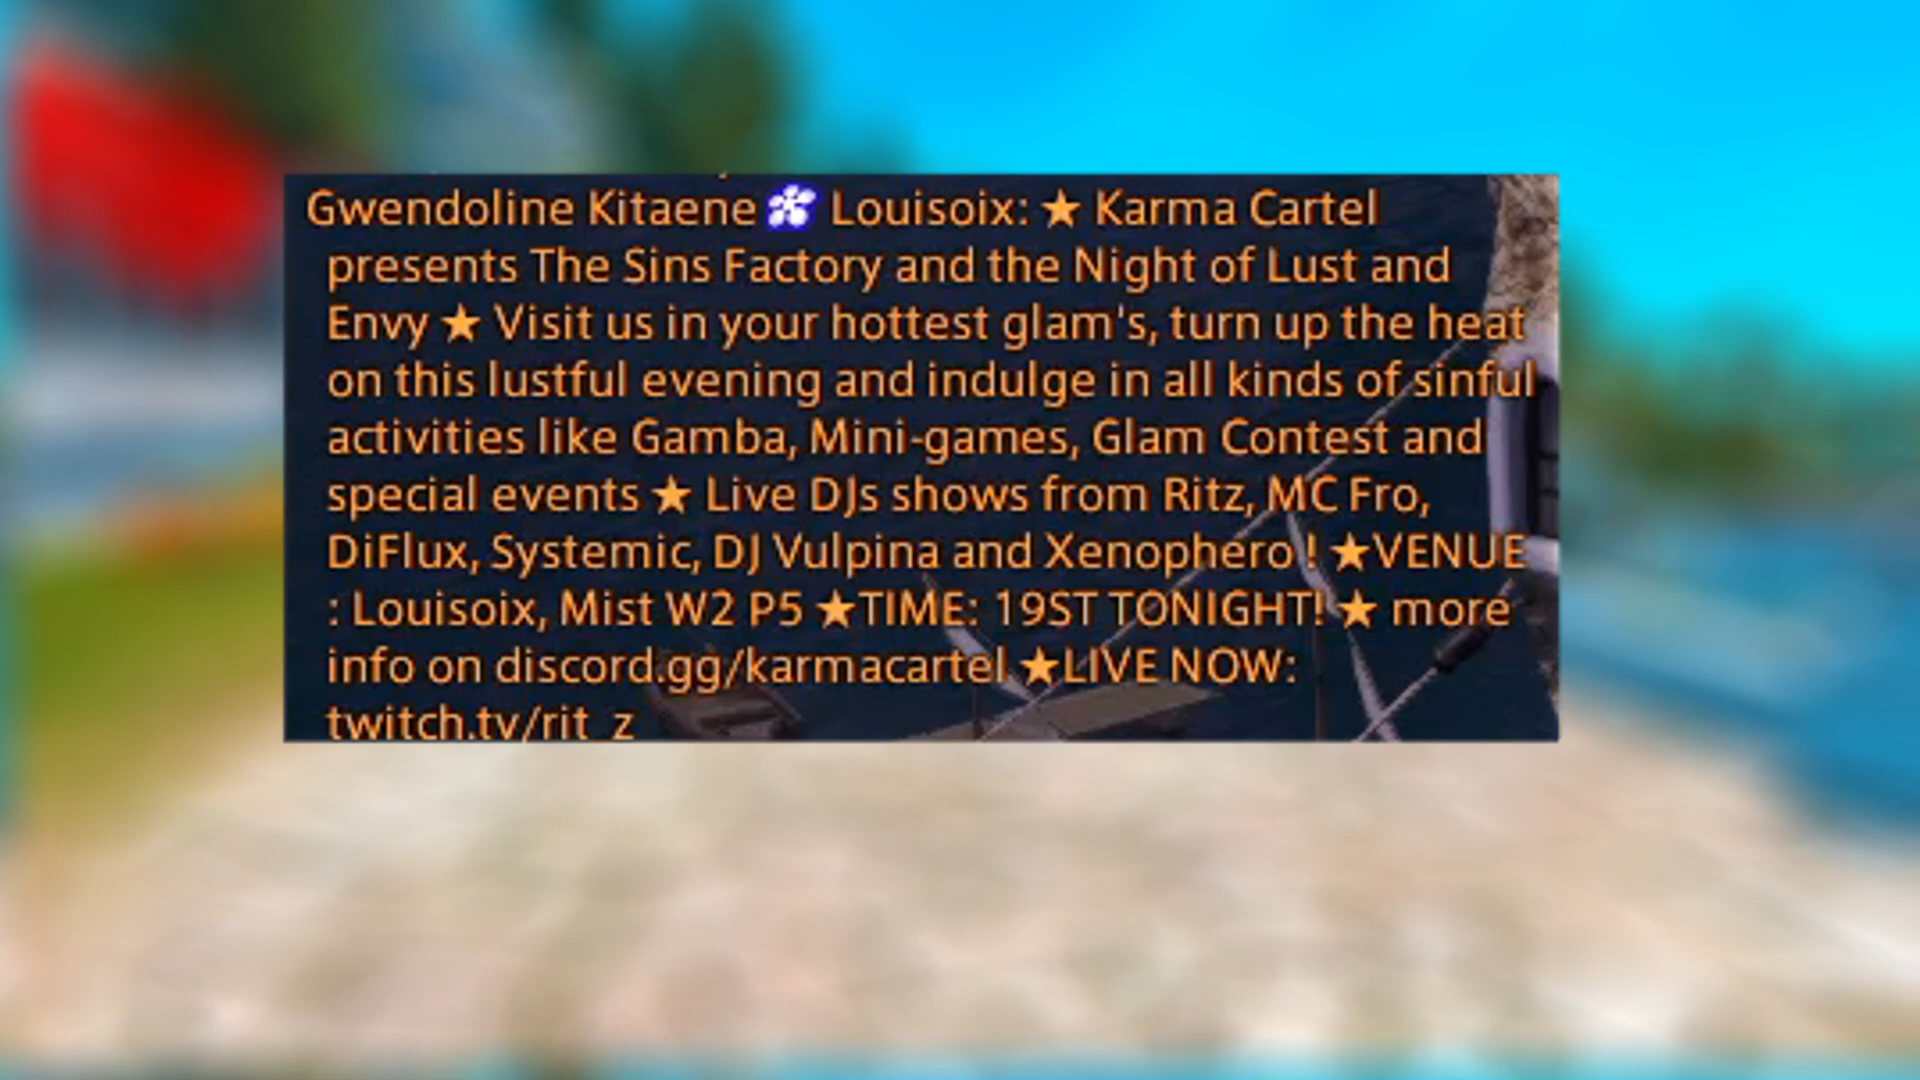 Gwendoline Kitaene Louisoix: ★ Karma Cartel
presents The Sins Factory and the Night of Lust and
Envy ★ Visit us in your hottest glam's, turn up the heat
on this lustful evening and indulge in all kinds of sinful
activities like Gamba, Mini-games, Glam Contest and
special events ★ Live DJs shows from Ritz, MC Fro,
DiFlux, Systemic, DJ Vulpina and Xenophero ! ★VENUE
: Louisoix, Mist W2 P5 ★TIME: 19ST TONIGHT! ★ more
info on discord.gg/karmacartel ★LIVE NOW:
twitch.tv/rit_z